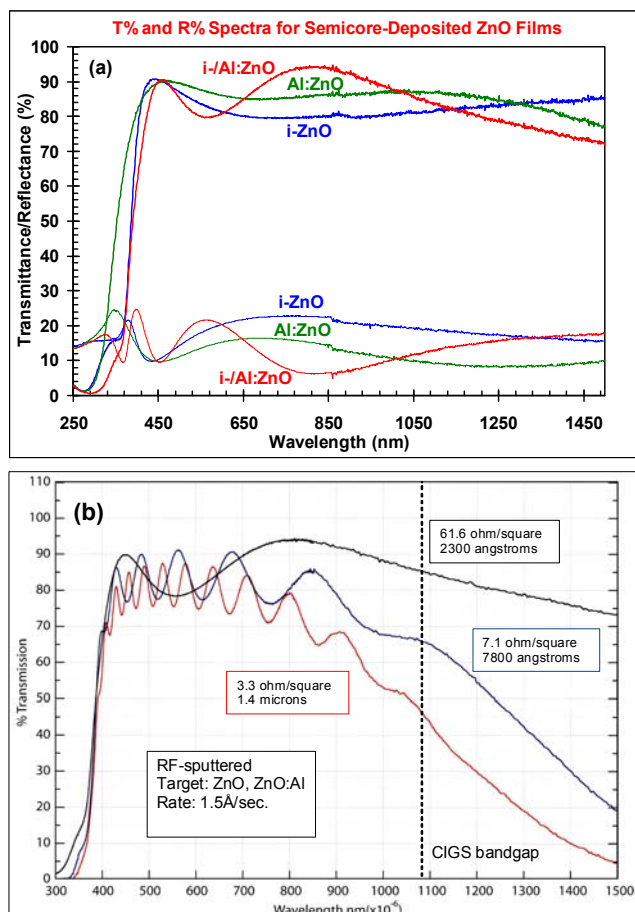 T% and R% Spectra for Semicore-Deposited ZnO Films
100
90
80
70
60
50
40
30
20
10
0
Transmittance/Reflectance (%)
(a)
i-/Al:ZnO
Al:ZnO
i-ZnO
i-ZnO
Al:ZnO
i-/Al:ZnO
250 450 650 850 1050 1250 1450
Wavelength (nm)
(b)
110
100
90
80
70
60
50
40
30
20
10
0
% Transmission
61.6 ohm/square
2300 angstroms
7.1 ohm/square
7800 angstroms
3.3 ohm/square
1.4 microns
RF-sputtered
Target: ZnO, ZnO:Al
Rate: 1.5Å/sec.
CIGS bandgap
300 400 500 600 700 800 900 1000 1100 1200 1300 1400 1500
Wavelength nm(x10⁻⁶)